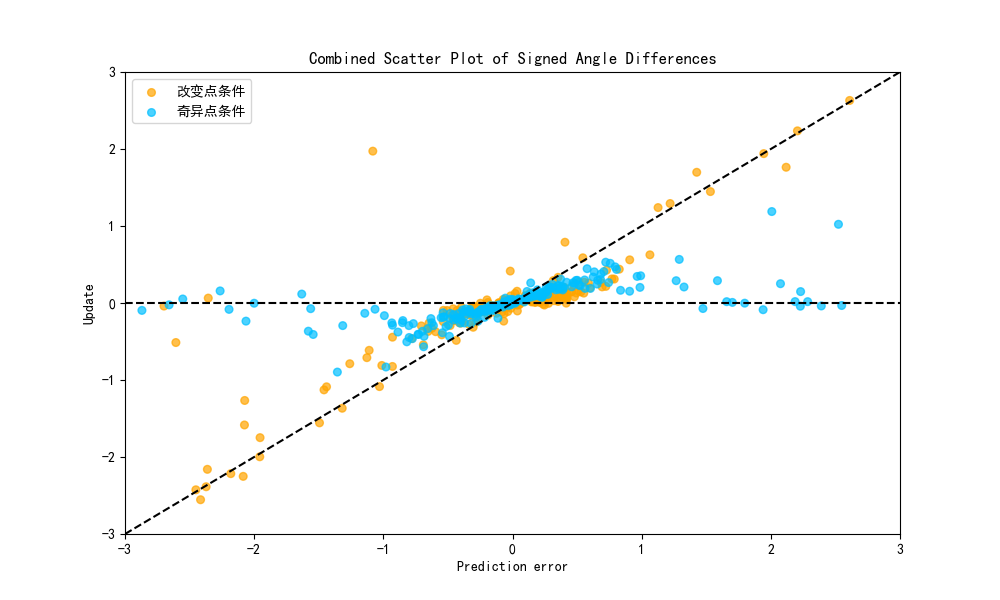 Combined Scatter Plot of Signed Angle Differences
改变点条件
奇异点条件
3
2
1
0
−1
−2
−3
Update
−3 −2 −1 0 1 2 3
Prediction error